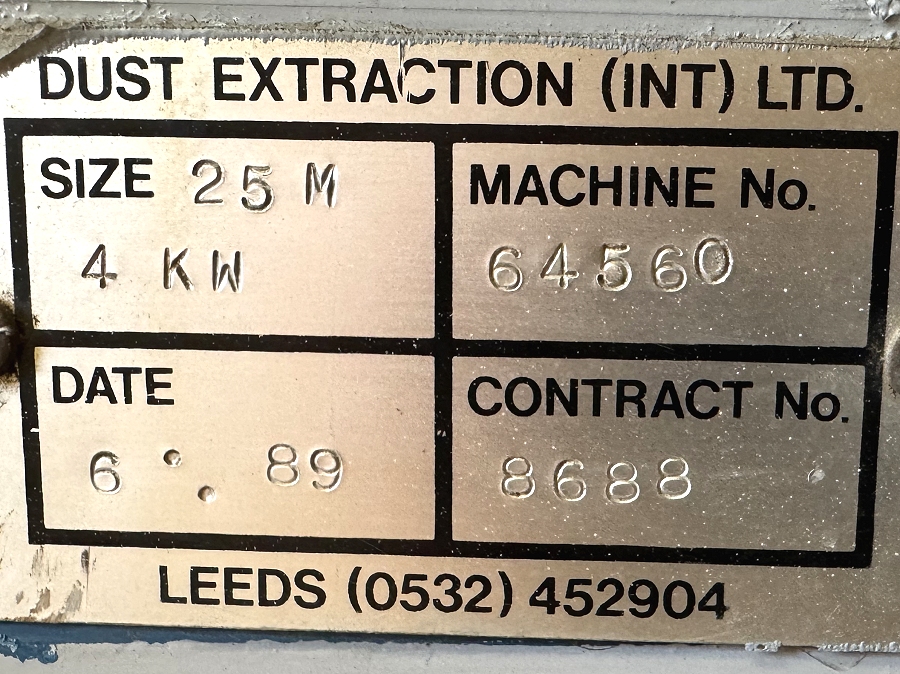 DUST EXTRACTION (INT) LTD.
SIZE 25 M
4 KW
MACHINE No.
64560
DATE
6 : 89
CONTRACT No.
8688
LEEDS (0532) 452904